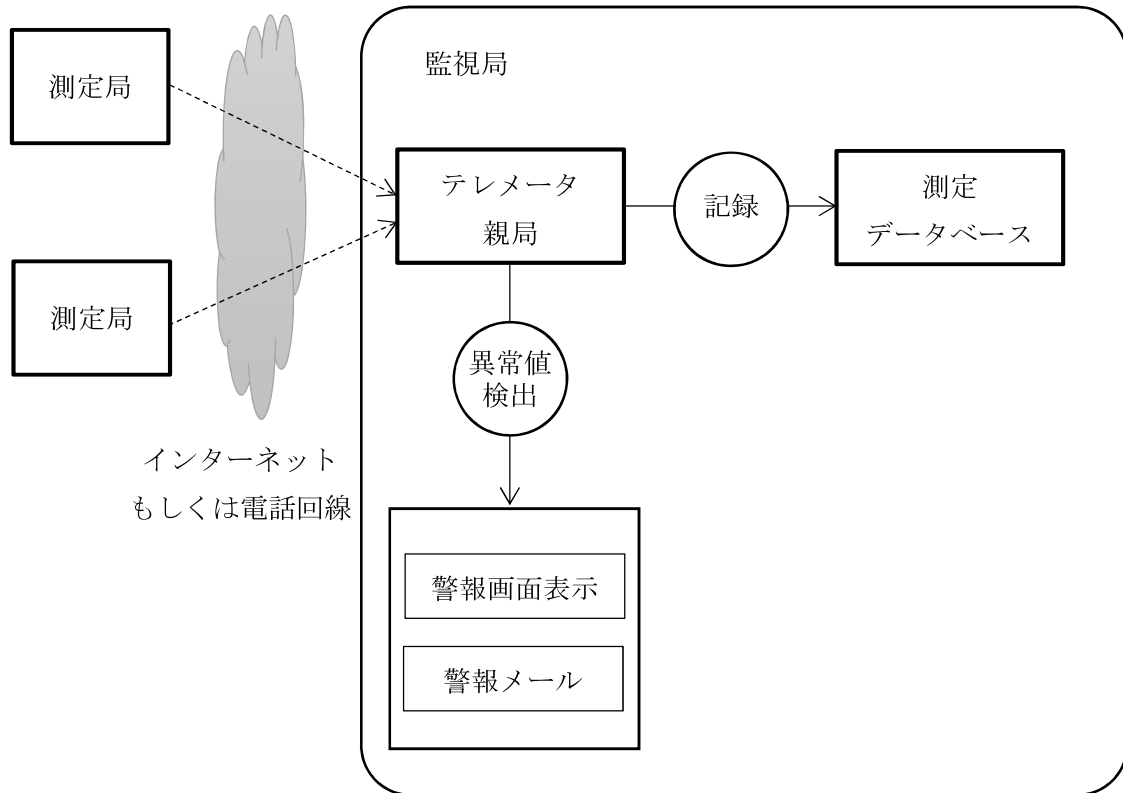 測定局
監視局
テレメータ
親局
記録
測定
データベース
測定局
異常値
検出
インターネット
もしくは電話回線
警報画面表示
警報メール